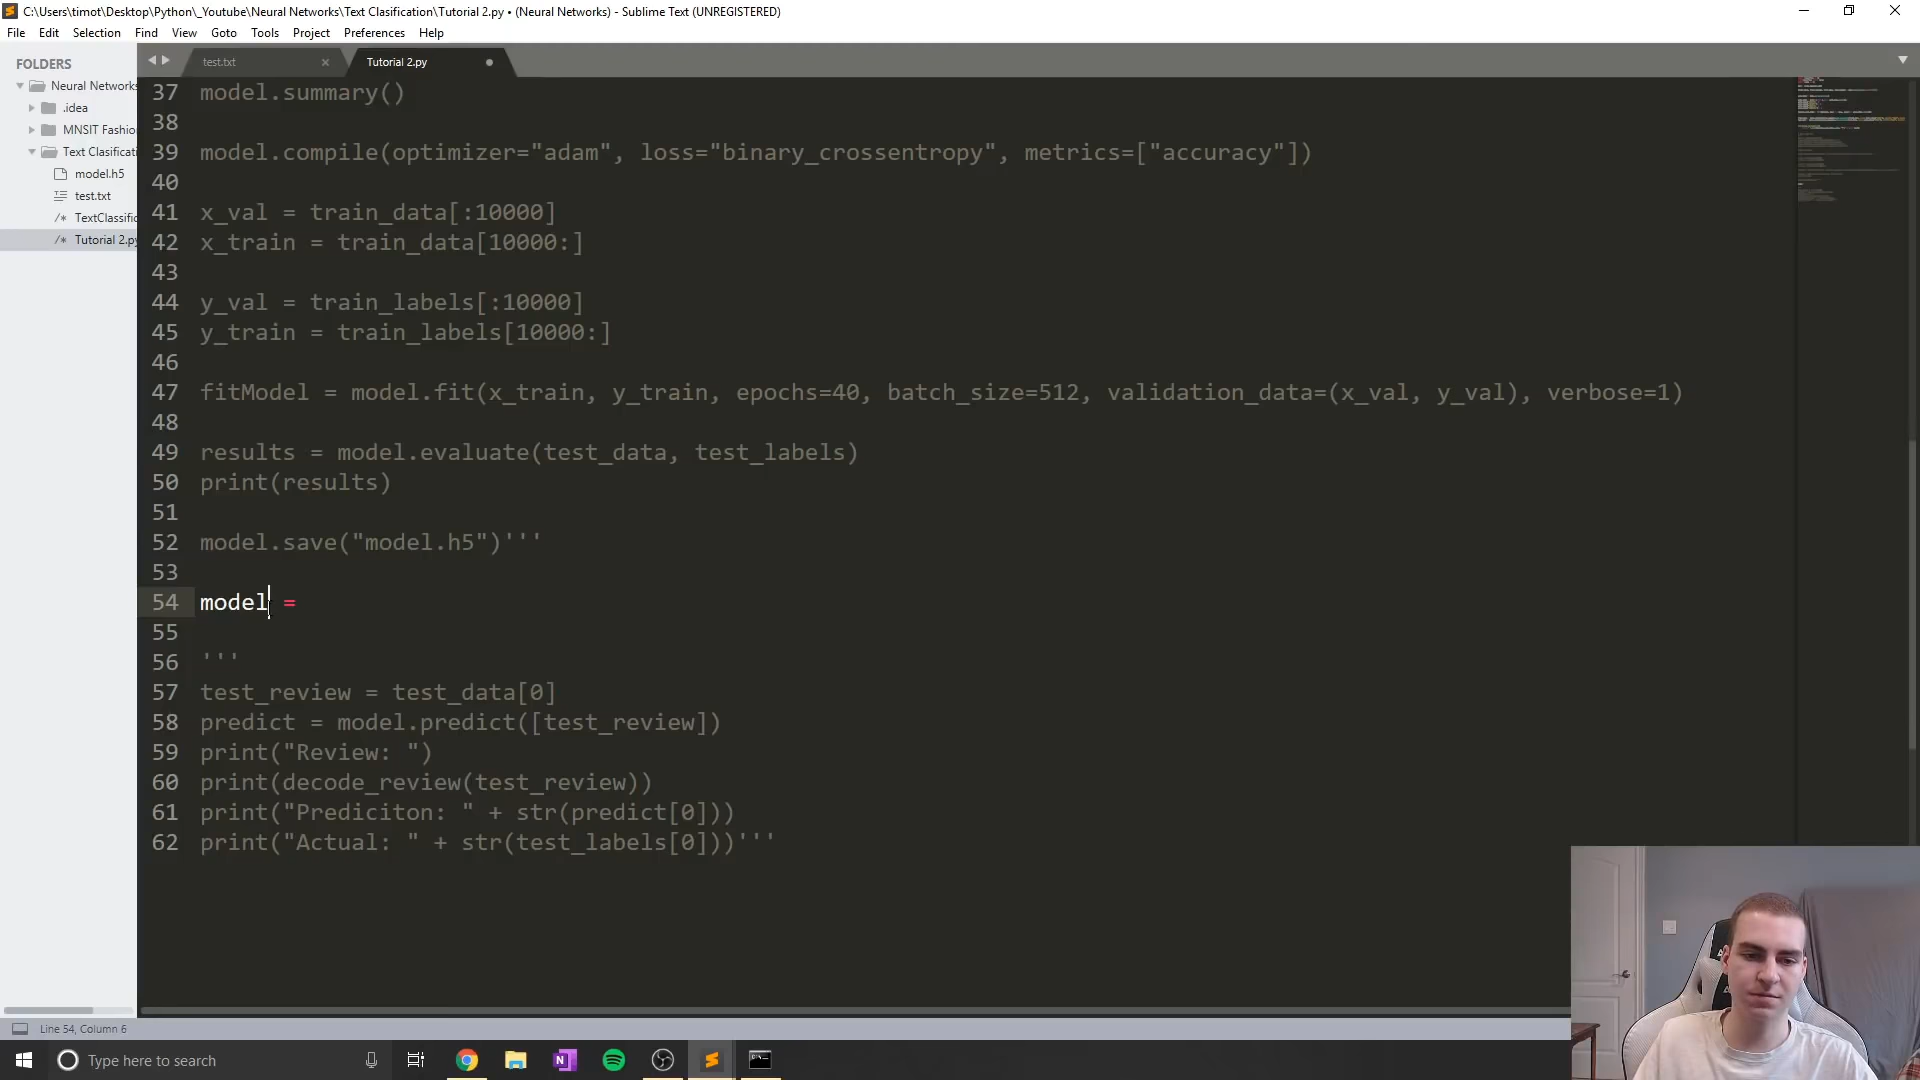 C:\Users\timot\Desktop\Python\_Youtube\Neural Networks\Text Clasification\Tutorial 2.py • (Neural Networks) - Sublime Text (UNREGISTERED)
File Edit Selection Find View Goto Tools Project Preferences Help
FOLDERS
Neural Networks
.idea
MNSIT Fashio
Text Clasificati
model.h5
test.txt
TextClassific
Tutorial 2.py
test.txt
Tutorial 2.py
37 model.summary()
38
39 model.compile(optimizer="adam", loss="binary_crossentropy", metrics=["accuracy"])
40
41 x_val = train_data[:10000]
42 x_train = train_data[10000:]
43
44 y_val = train_labels[:10000]
45 y_train = train_labels[10000:]
46
47 fitModel = model.fit(x_train, y_train, epochs=40, batch_size=512, validation_data=(x_val, y_val), verbose=1)
48
49 results = model.evaluate(test_data, test_labels)
50 print(results)
51
52 model.save("model.h5")'''
53
54 model =
55
56 '''
57 test_review = test_data[0]
58 predict = model.predict([test_review])
59 print("Review: ")
60 print(decode_review(test_review))
61 print("Prediciton: " + str(predict[0]))
62 print("Actual: " + str(test_labels[0]))'''
Line 54, Column 6
Type here to search